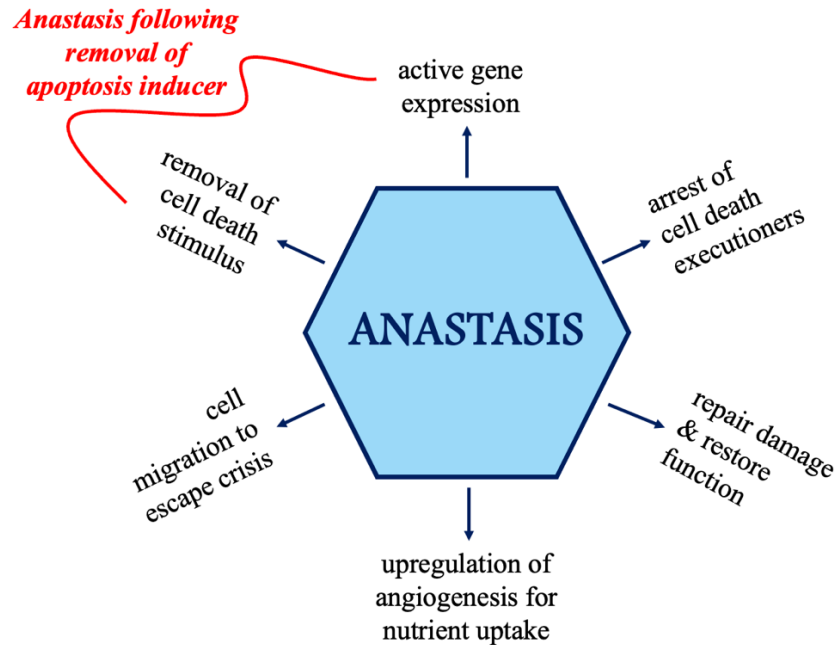 Anastasis following
removal of
apoptosis inducer
active gene
expression
removal of
cell death
stimulus
arrest of
cell death
executioners
ANASTASIS
cell
migration to
escape crisis
repair damage
& restore
function
upregulation of
angiogenesis for
nutrient uptake